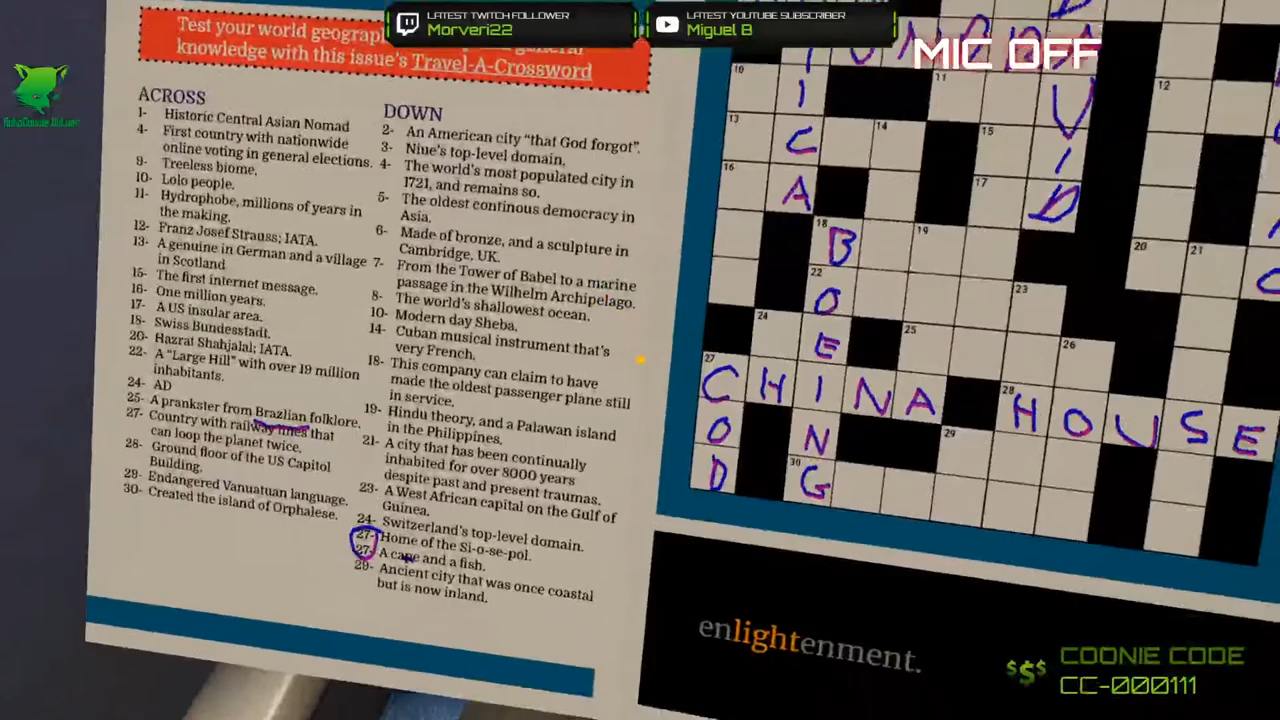 LATEST TWITCH FOLLOWER
Morveri22
LATEST YOUTUBE SUBSCRIBER
Miguel B
MIC OFF
Test your world general
knowledge with this issue's Travel-A-Crossword
ACROSS
1- Historic Central Asian Nomad
4- First country with nationwide
online voting in general elections.
9- Treeless biome.
10- Lolo people.
11- Hydrophobe, millions of years in
the making.
12- Franz Josef Strauss; IATA.
13- A genuine in German and a village
in Scotland
15- The first internet message.
16- One million years.
17- A US insular area.
18- Swiss Bundesstadt.
20- Hazrat Shahjalal; IATA.
22- A "Large Hill" with over 19 million
inhabitants.
24- AD
25- A prankster from Brazlian folklore.
27- Country with railway lines that
can loop the planet twice.
28- Ground floor of the US Capitol
Building.
29- Endangered Vanuatuan language.
30- Created the island of Orphalese.
DOWN
2- An American city "that God forgot".
3- Niue's top-level domain.
4- The world's most populated city in
1721, and remains so.
5- The oldest continous democracy in
Asia.
6- Made of bronze, and a sculpture in
Cambridge, UK.
7- From the Tower of Babel to a marine
passage in the Wilhelm Archipelago.
8- The world's shallowest ocean.
10- Modern day Sheba.
14- Cuban musical instrument that's
very French.
18- This company can claim to have
made the oldest passenger plane still
in service.
19- Hindu theory, and a Palawan island
in the Philippines.
21- A city that has been continually
inhabited for over 8000 years
despite past and present traumas.
23- A West African capital on the Gulf of
Guinea.
24- Switzerland's top-level domain.
27- Home of the Si-o-se-pol.
27- A cape and a fish.
29- Ancient city that was once coastal
but is now inland.
10 11 12
13 14 15
16 17
18 19 20 21
22 23
24 25 26
27 CHINA 28 HOUSE
29
30
enlightenment.
$$$ COONIE CODE
CC-000111